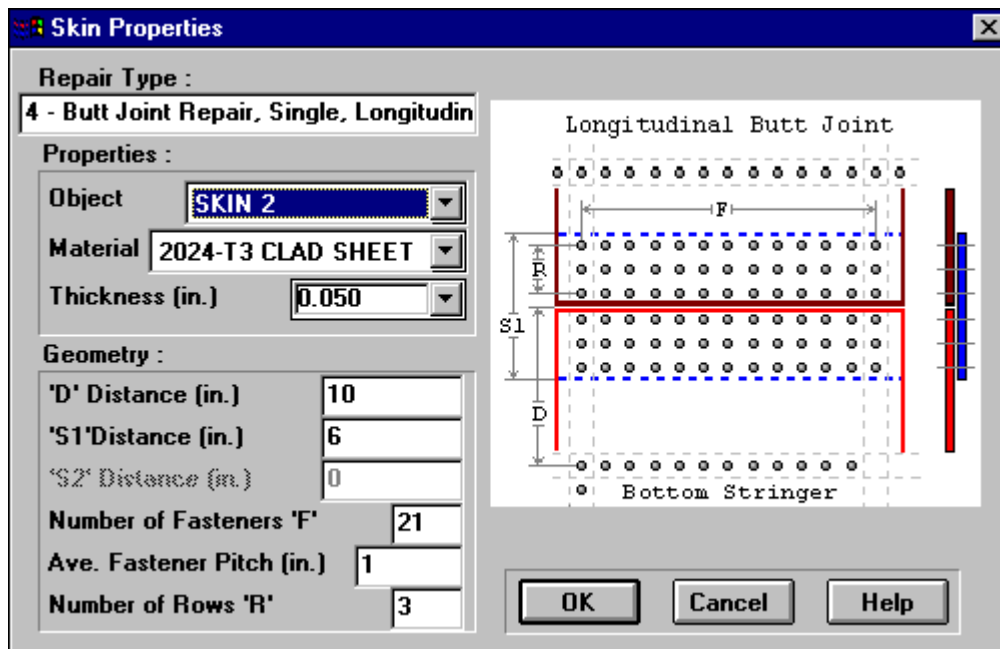 Skin Properties
Repair Type :
4 - Butt Joint Repair, Single, Longitudin
Properties :
Object SKIN 2
Material 2024-T3 CLAD SHEET
Thickness (in.) 0.050
Geometry :
'D' Distance (in.) 10
'S1'Distance (in.) 6
'S2' Distance (in.) 0
Number of Fasteners 'F' 21
Ave. Fastener Pitch (in.) 1
Number of Rows 'R' 3
Longitudinal Butt Joint
F
R
S1
D
Bottom Stringer
OK Cancel Help